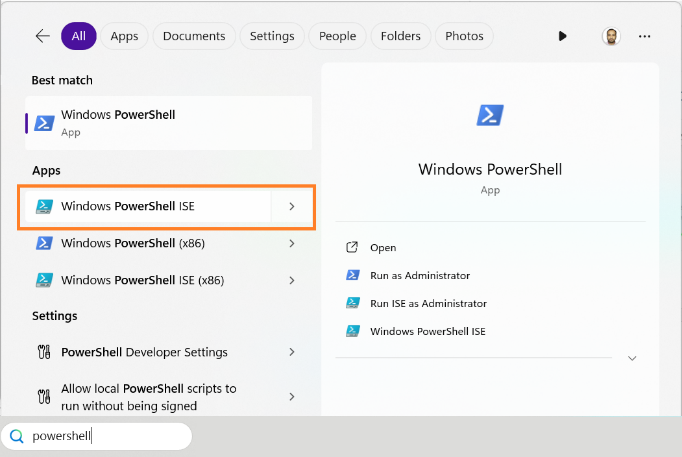 All Apps Documents Settings People Folders Photos
Best match
Windows PowerShell
App
Apps
Windows PowerShell ISE
Windows PowerShell (x86)
Windows PowerShell ISE (x86)
Settings
PowerShell Developer Settings
Allow local PowerShell scripts to
run without being signed
Windows PowerShell
App
Open
Run as Administrator
Run ISE as Administrator
Windows PowerShell ISE
powershell